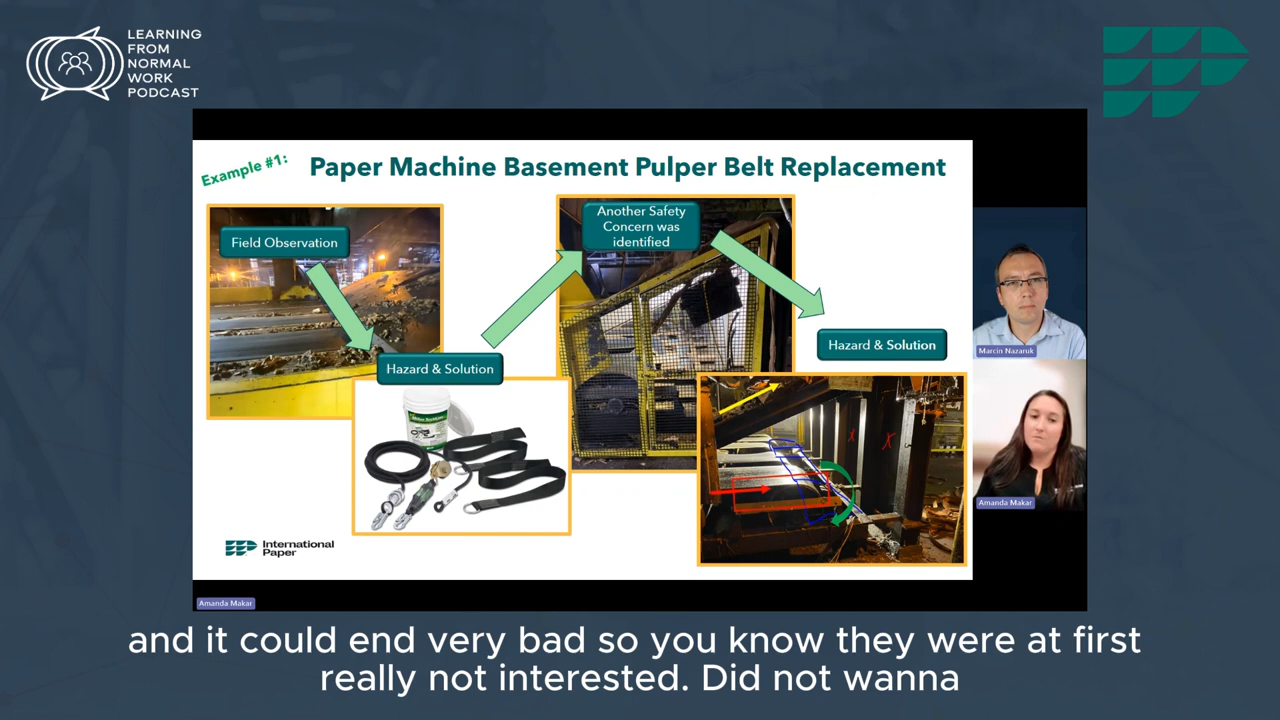 LEARNING
FROM
NORMAL
WORK
PODCAST
Example #1:
Paper Machine Basement Pulper Belt Replacement
Field Observation
Another Safety
Concern was
identified
Hazard & Solution
Hazard & Solution
International
Paper
Marcin Nazaruk
Amanda Makar
Amanda Makar
and it could end very bad so you know they were at first
really not interested. Did not wanna